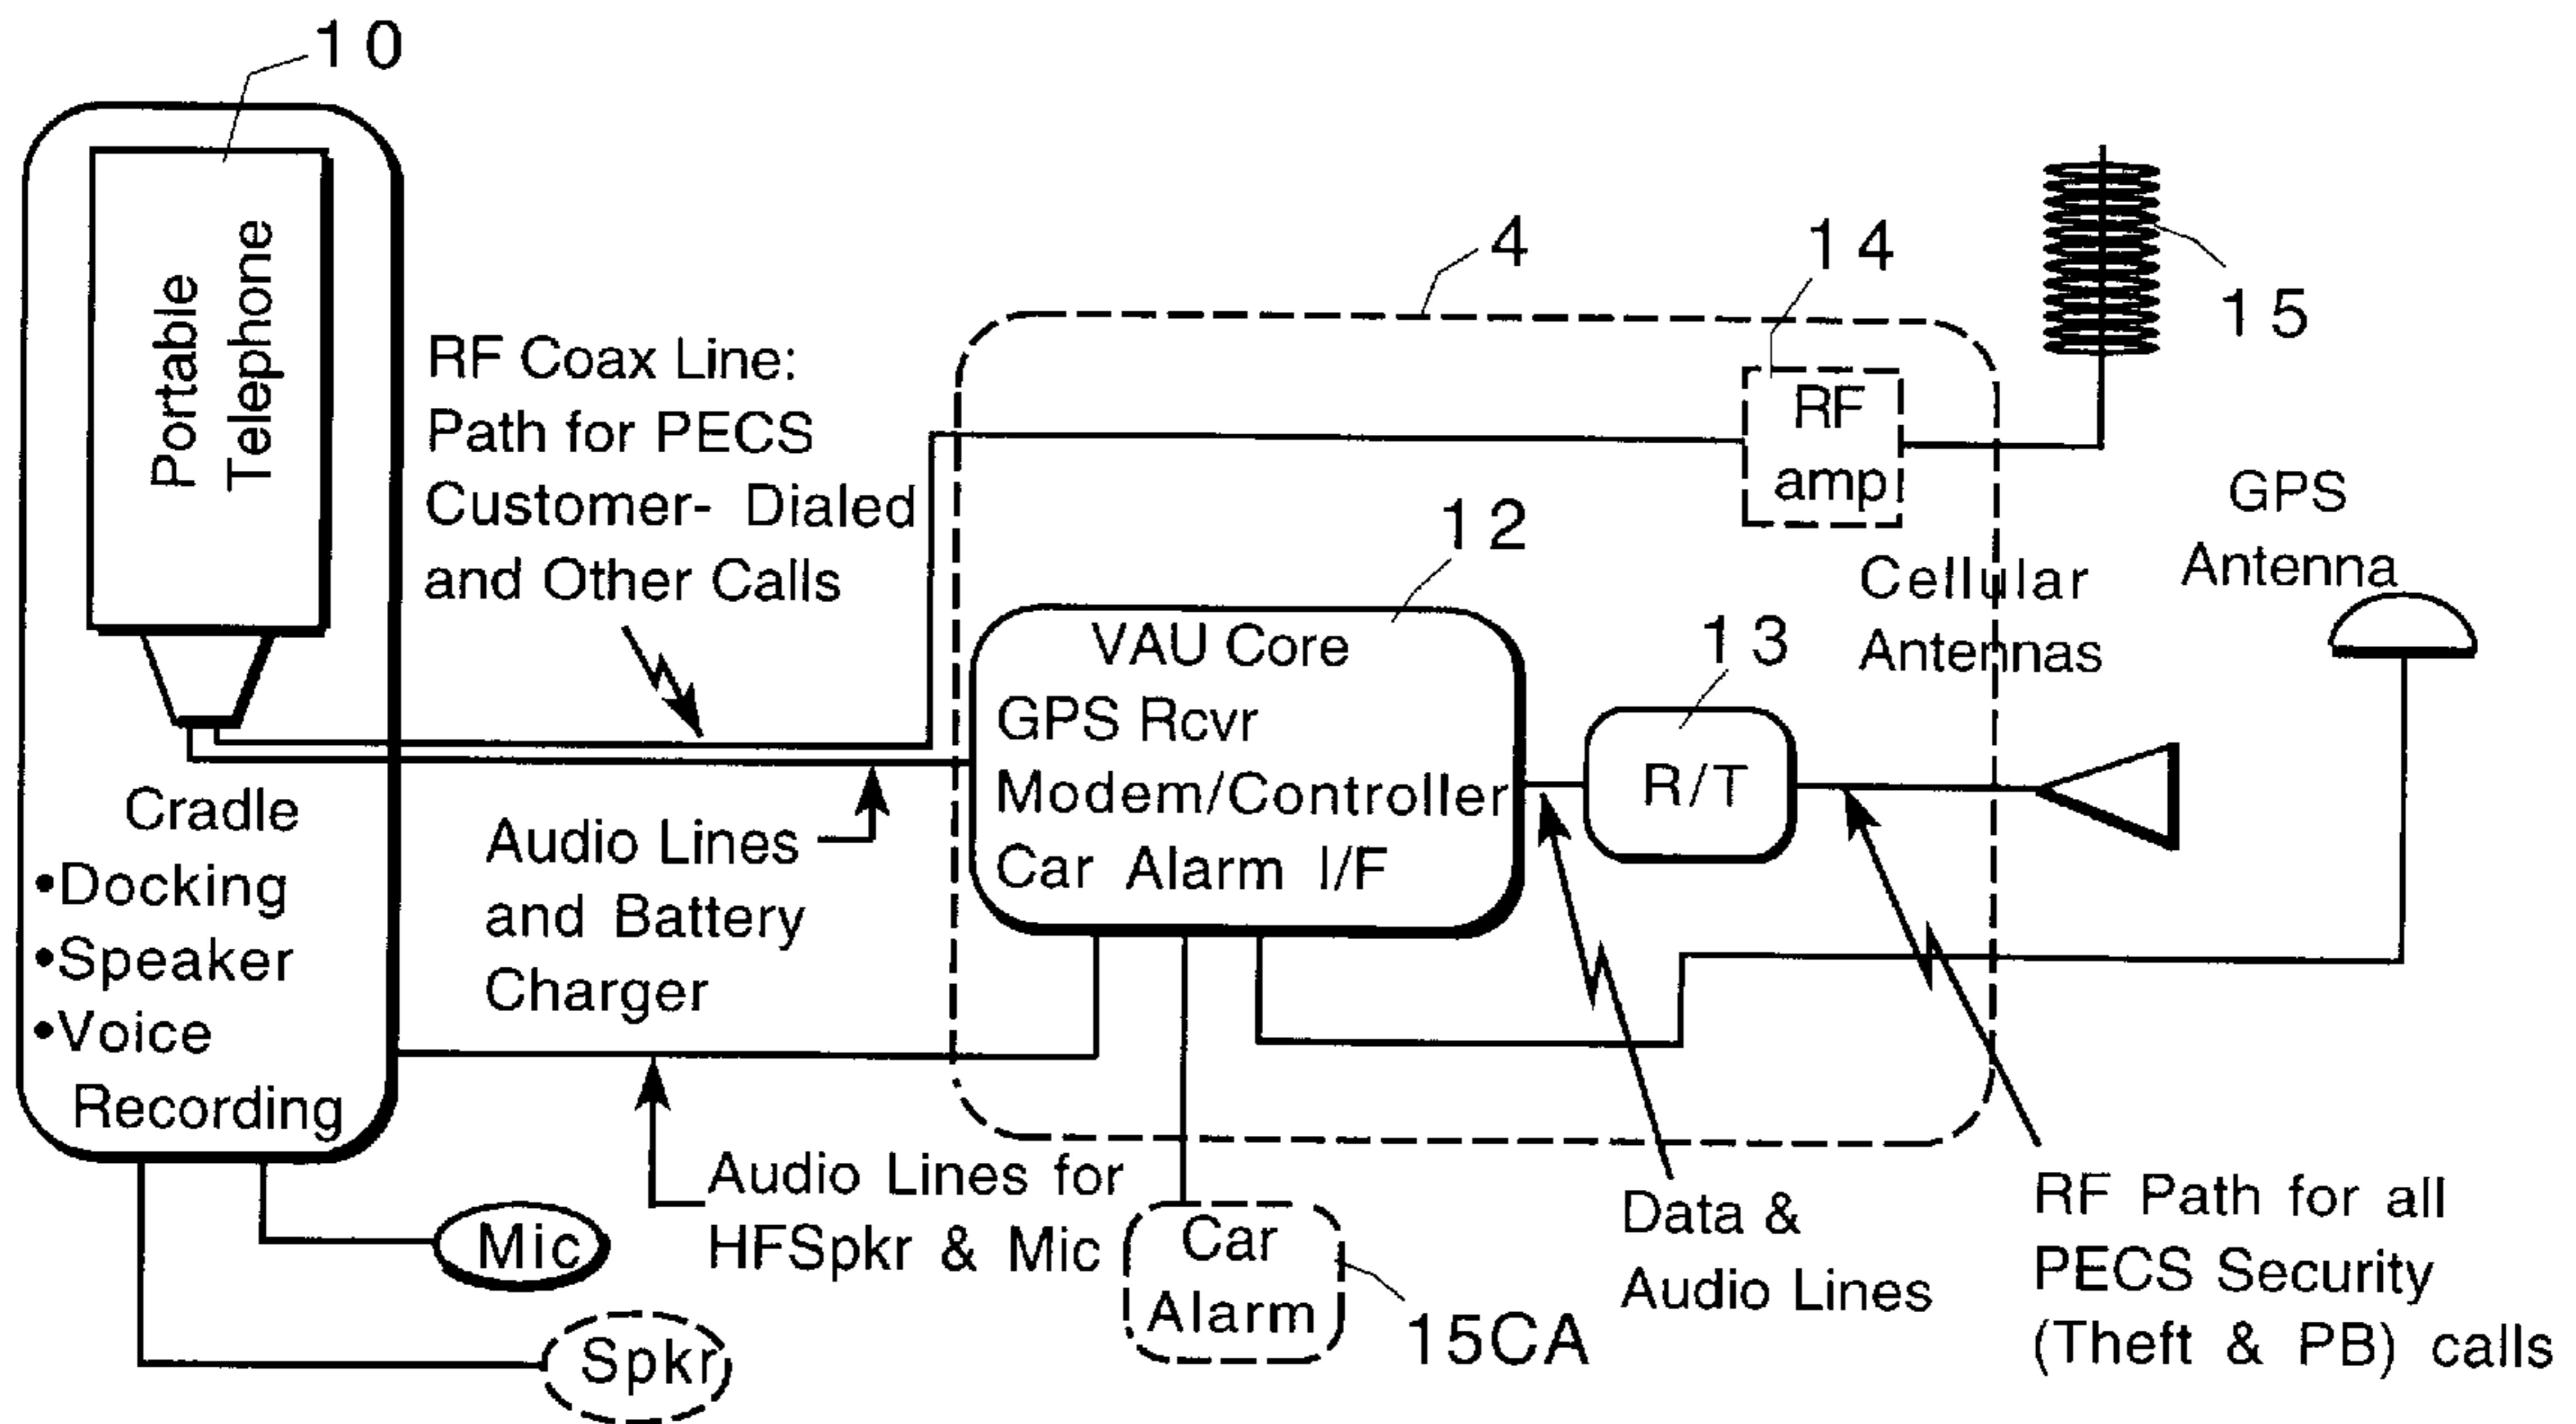 10
Portable
Telephone
RF Coax Line:
Path for PECS
Customer- Dialed
and Other Calls
4
14
15
RF
amp
GPS
Antenna
Cellular
Antennas
12
VAU Core
GPS Rcvr
Modem/Controller
Car Alarm I/F
13
R/T
Cradle
•Docking
•Speaker
•Voice
Recording
Audio Lines
and Battery
Charger
Audio Lines for
HFSpkr & Mic
Mic
Spkr
Car
Alarm
15CA
Data &
Audio Lines
RF Path for all
PECS Security
(Theft & PB) calls